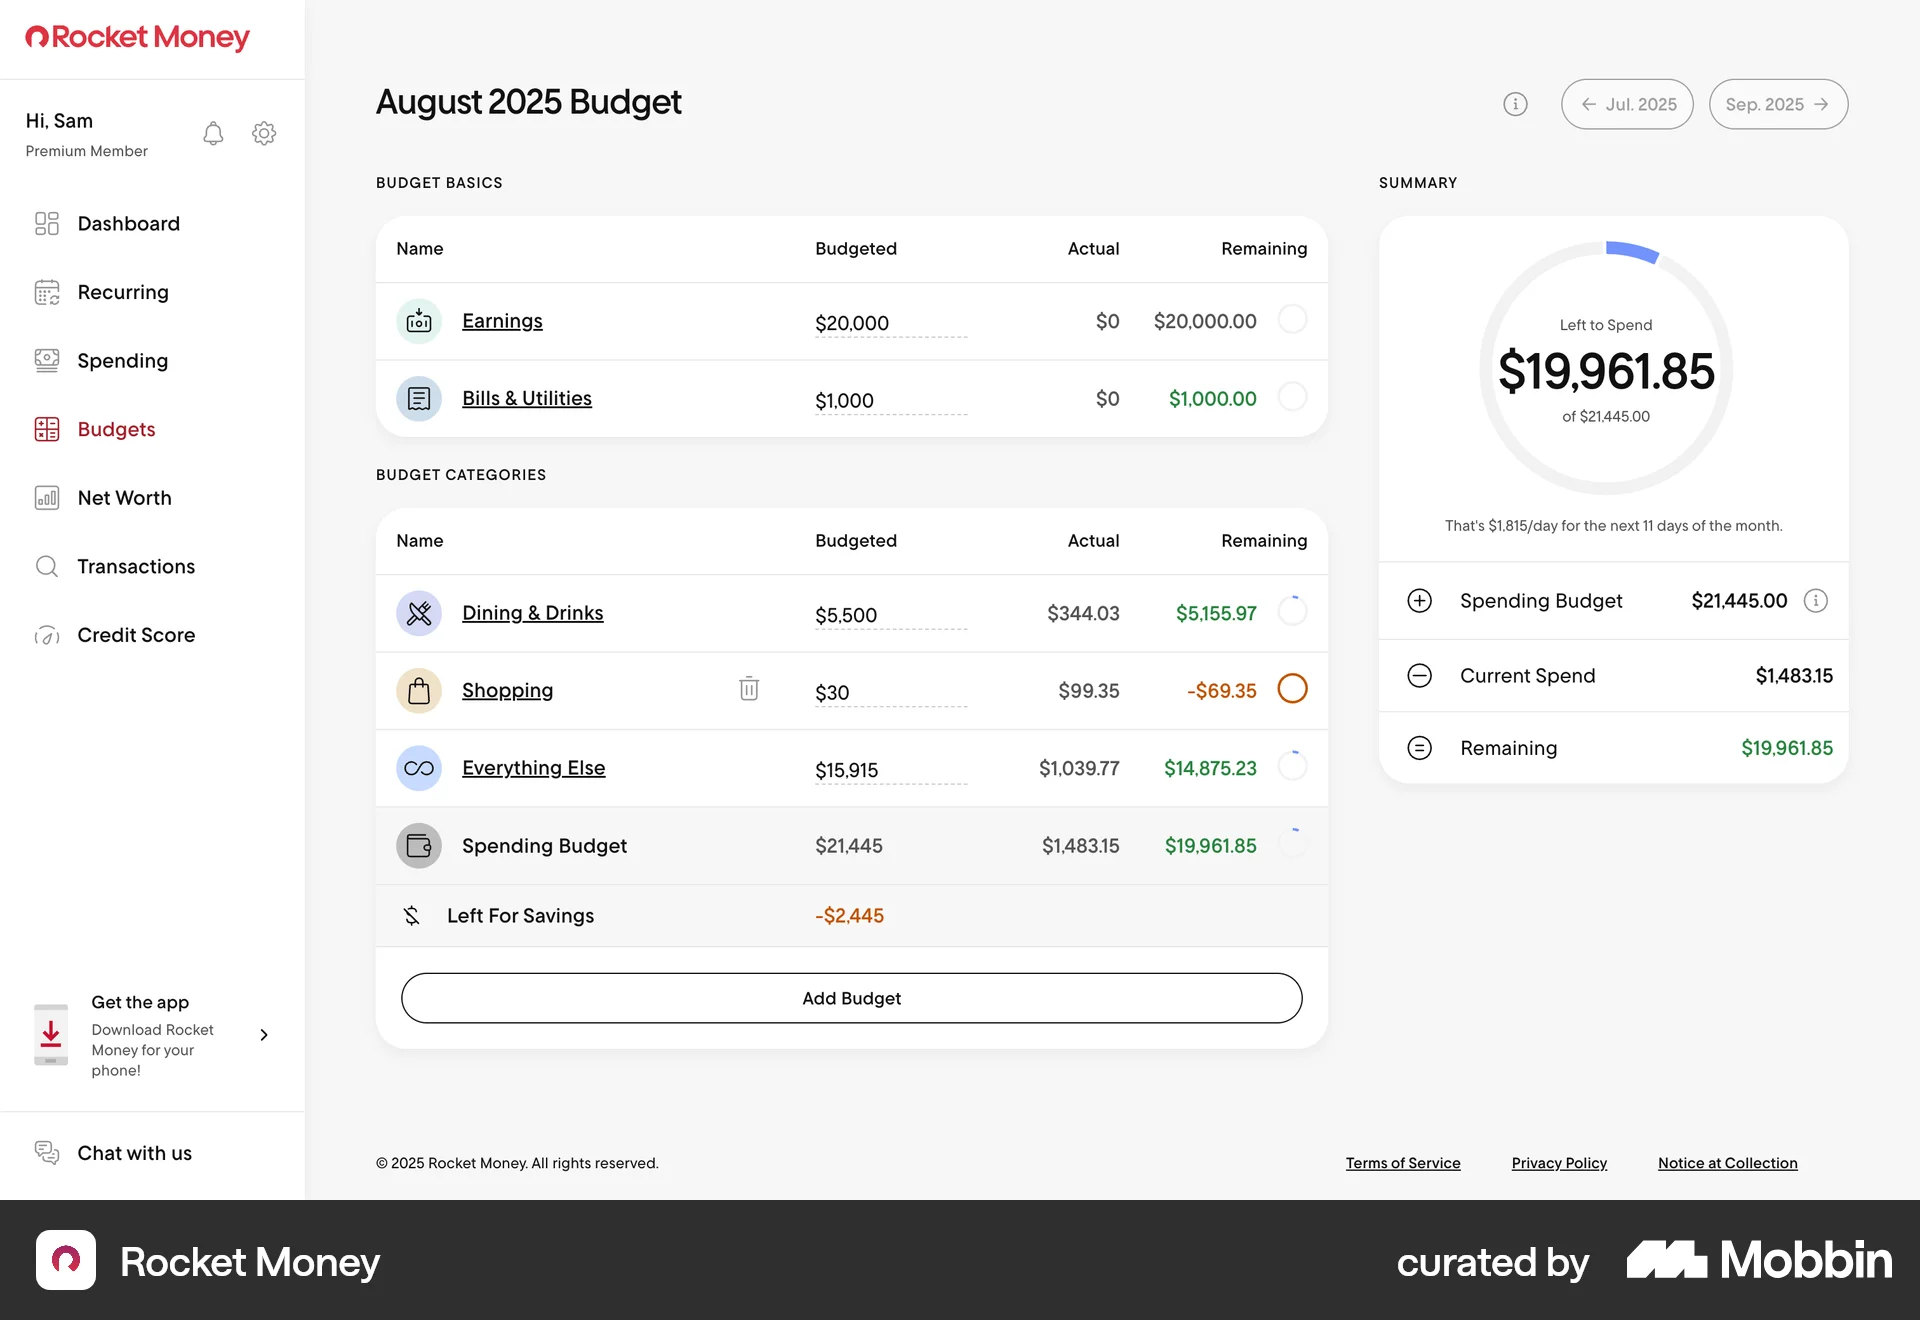 Rocket Money
Hi, Sam
Premium Member
Dashboard
Recurring
Spending
Budgets
Net Worth
Transactions
Credit Score
Get the app
Download Rocket
Money for your
phone!
Chat with us
August 2025 Budget
← Jul. 2025
Sep. 2025 →
BUDGET BASICS
Name Budgeted Actual Remaining
Earnings $20,000 $0 $20,000.00
Bills & Utilities $1,000 $0 $1,000.00
BUDGET CATEGORIES
Name Budgeted Actual Remaining
Dining & Drinks $5,500 $344.03 $5,155.97
Shopping $30 $99.35 -$69.35
Everything Else $15,915 $1,039.77 $14,875.23
Spending Budget $21,445 $1,483.15 $19,961.85
Left For Savings -$2,445
Add Budget
SUMMARY
Left to Spend
$19,961.85
of $21,445.00
That's $1,815/day for the next 11 days of the month.
Spending Budget $21,445.00
Current Spend $1,483.15
Remaining $19,961.85
© 2025 Rocket Money. All rights reserved.
Terms of Service
Privacy Policy
Notice at Collection
Rocket Money
curated by Mobbin